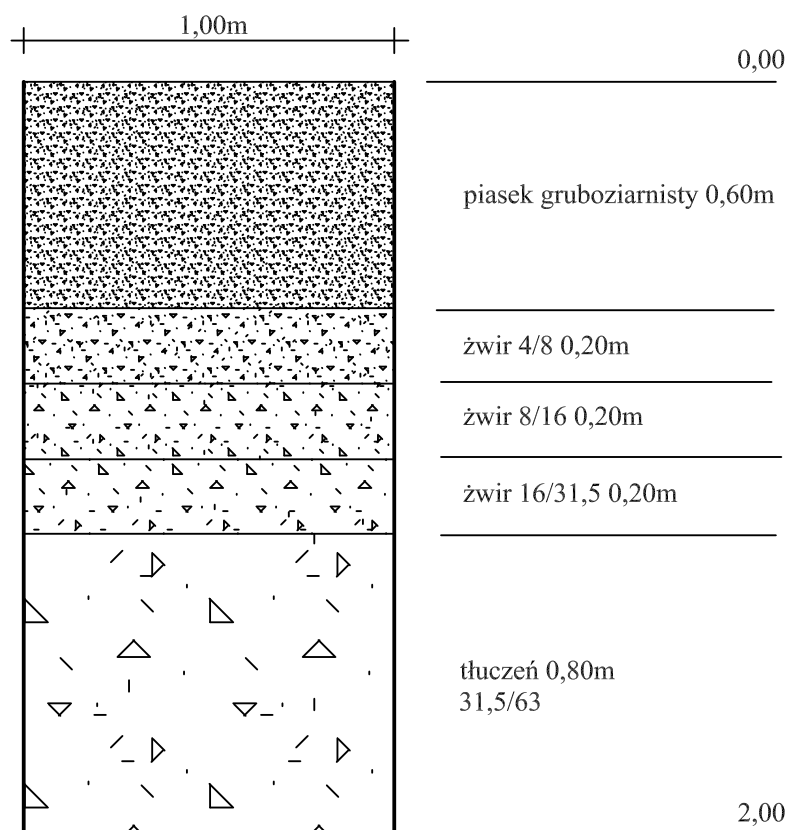 1,00m
0,00
piasek gruboziarnisty 0,60m
żwir 4/8 0,20m
żwir 8/16 0,20m
żwir 16/31,5 0,20m
tłuczeń 0,80m
31,5/63
2,00